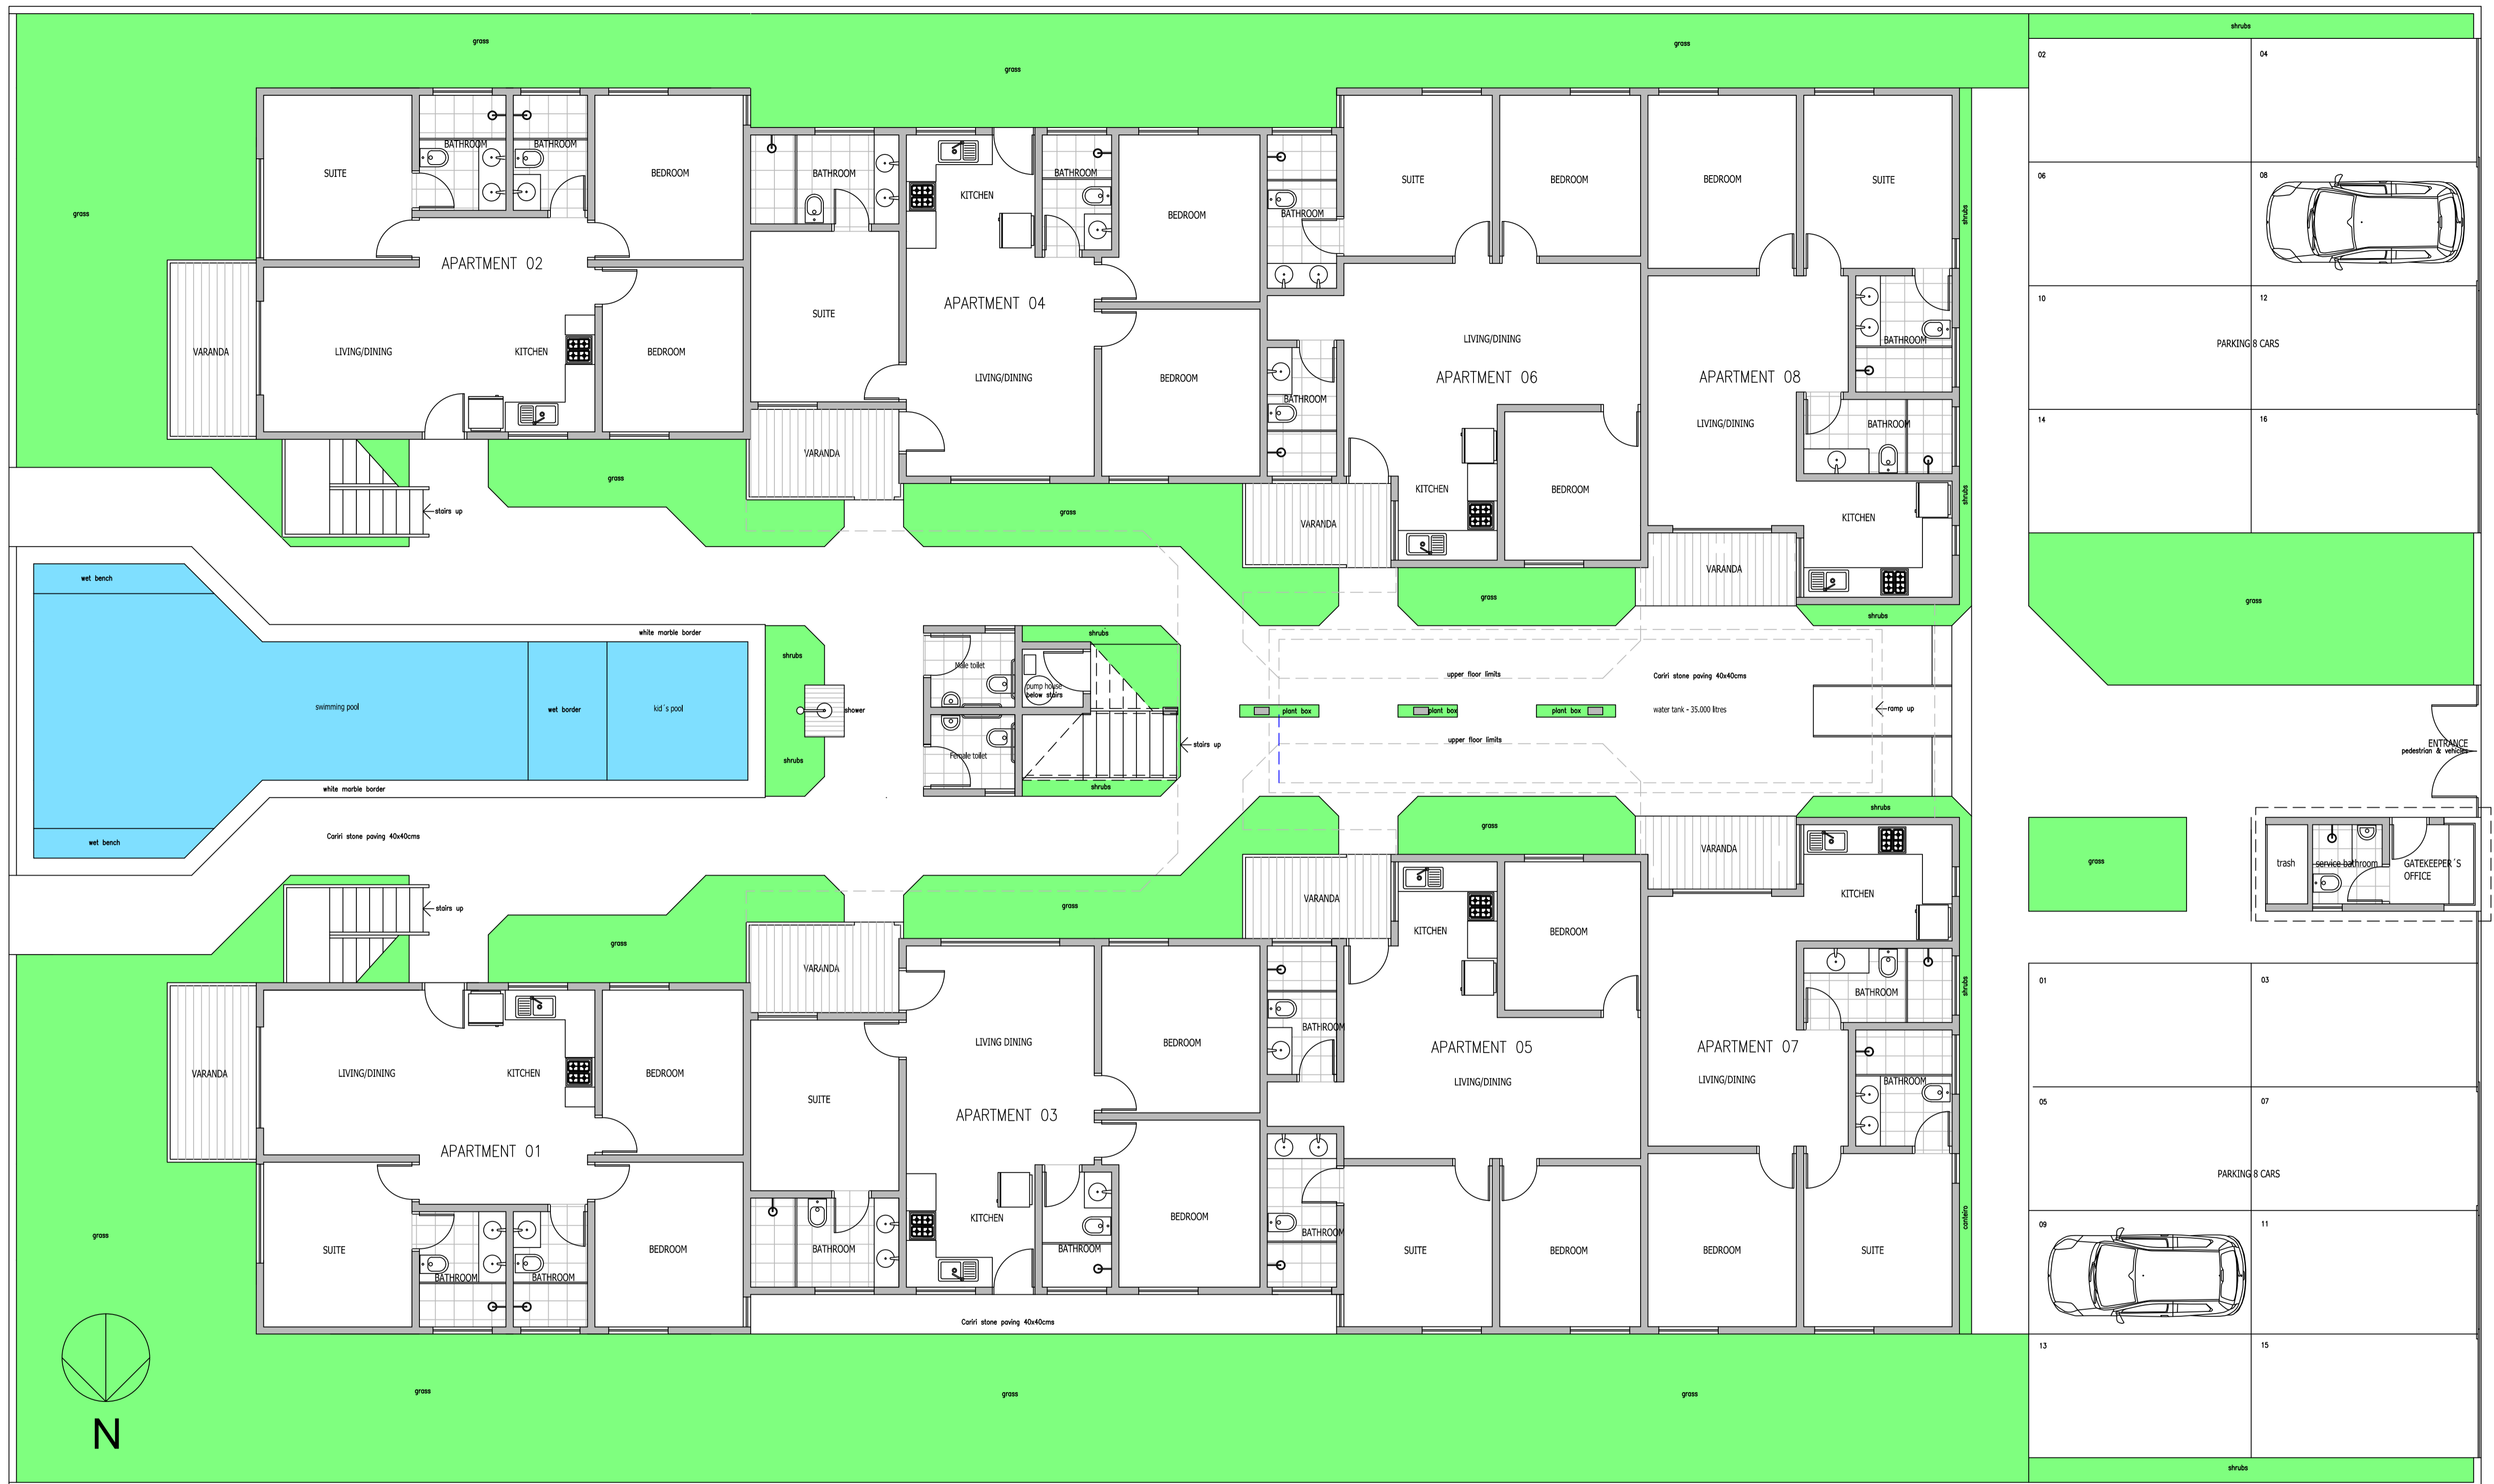 shrubs
grass
grass
grass
02
04
BATHROOM
BATHROOM
SUITE
BEDROOM
BATHROOM
KITCHEN
BATHROOM
BEDROOM
BATHROOM
SUITE
BEDROOM
BEDROOM
SUITE
06
08
grass
shrubs
APARTMENT 02
APARTMENT 04
SUITE
10
12
VARANDA
LIVING/DINING
KITCHEN
BEDROOM
LIVING/DINING
BEDROOM
LIVING/DINING
APARTMENT 06
APARTMENT 08
BATHROOM
PARKING 8 CARS
BATHROOM
LIVING/DINING
BATHROOM
14
16
VARANDA
grass
KITCHEN
BEDROOM
shrubs
stairs up
grass
VARANDA
KITCHEN
VARANDA
wet bench
grass
shrubs
grass
white marble border
shrubs
shrubs
Male toilet
pump house
below stairs
upper floor limits
Cariri stone paving 40x40cms
swimming pool
wet border
kid´s pool
shower
plant box
plant box
plant box
water tank - 35.000 litres
ramp up
stairs up
upper floor limits
ENTRANCE
pedestrian & vehicles
Female toilet
shrubs
shrubs
white marble border
shrubs
Cariri stone paving 40x40cms
wet bench
grass
VARANDA
grass
trash
service bathroom
GATEKEEPER´S
OFFICE
stairs up
grass
VARANDA
KITCHEN
KITCHEN
BEDROOM
grass
VARANDA
shrubs
BATHROOM
01
03
BATHROOM
LIVING DINING
BEDROOM
APARTMENT 05
APARTMENT 07
VARANDA
LIVING/DINING
KITCHEN
BEDROOM
LIVING/DINING
LIVING/DINING
BATHROOM
SUITE
APARTMENT 03
05
07
APARTMENT 01
PARKING 8 CARS
KITCHEN
BEDROOM
BATHROOM
canteiro
09
11
grass
SUITE
BATHROOM
BATHROOM
BEDROOM
BATHROOM
BATHROOM
SUITE
BEDROOM
BEDROOM
SUITE
Cariri stone paving 40x40cms
13
15
grass
grass
grass
N
shrubs